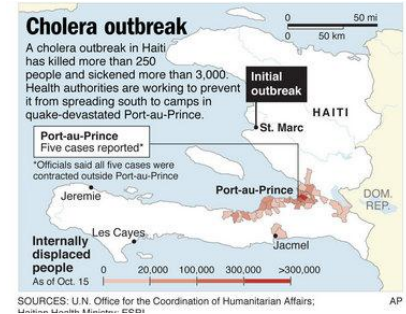 Cholera outbreak
A cholera outbreak in Haiti
has killed more than 250
people and sickened more than 3,000.
Health authorities are working to prevent
it from spreading south to camps in
quake-devastated Port-au-Prince.
0 50 mi
0 50 km
Initial
outbreak
HAITI
St. Marc
Port-au-Prince
Five cases reported*
*Officials said all five cases were
contracted outside Port-au-Prince
Port-au-Prince
DOM.
REP.
Jeremie
Les Cayes
Jacmel
Internally
displaced
people
As of Oct. 15
0 20,000 100,000 300,000 >300,000
SOURCES: U.N. Office for the Coordination of Humanitarian Affairs;
AP
Haitian Health Ministry; ESRI